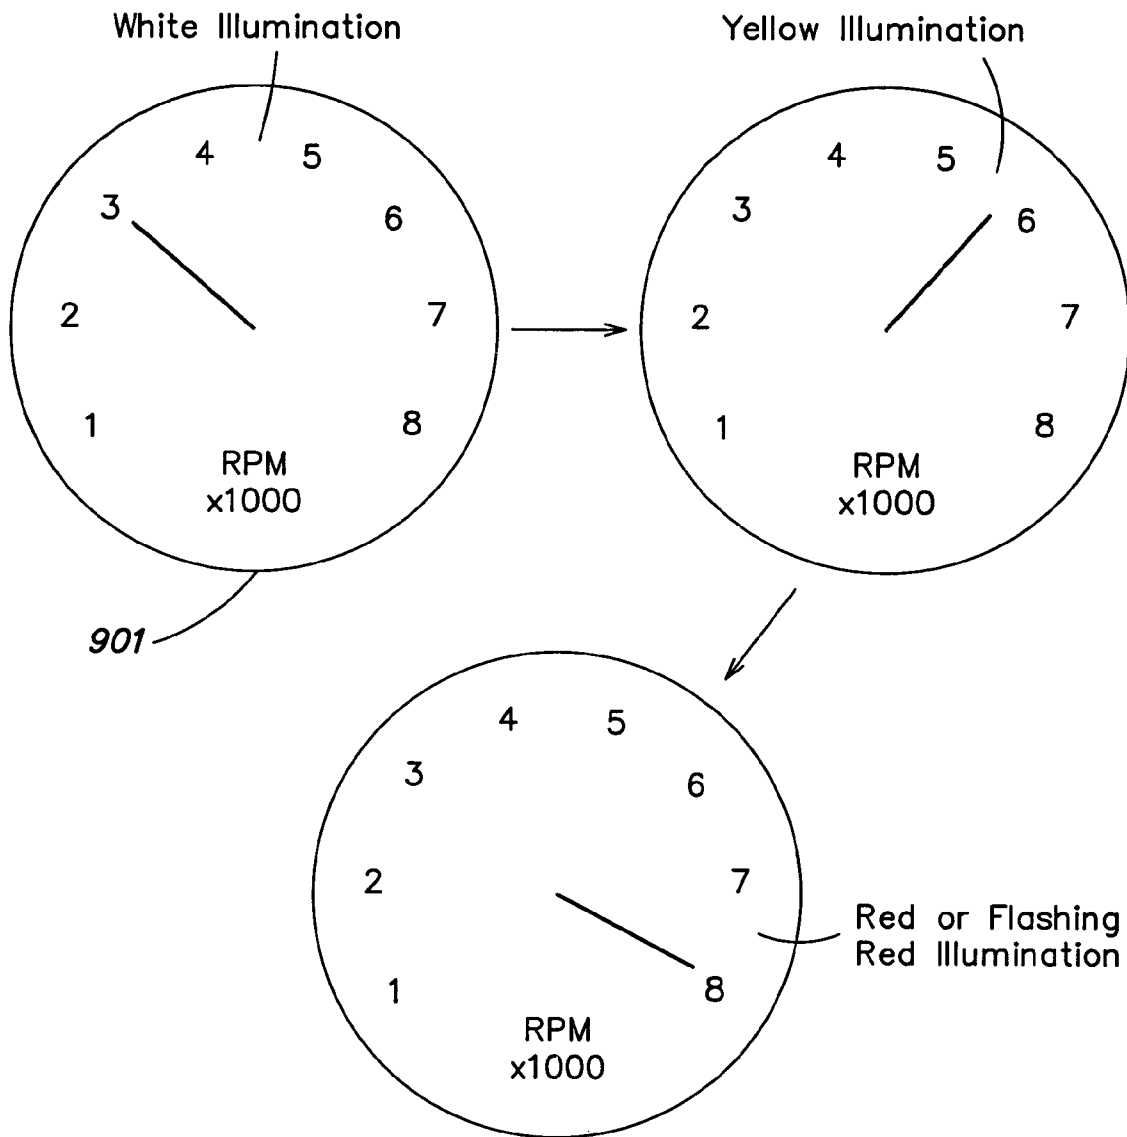 White Illumination
4 5
3 6
2 7
1 8
RPM
x1000
901
Yellow Illumination
4 5
3 6
2 7
1 8
RPM
x1000
4 5
3 6
2 7
1 8
RPM
x1000
Red or Flashing
Red Illumination